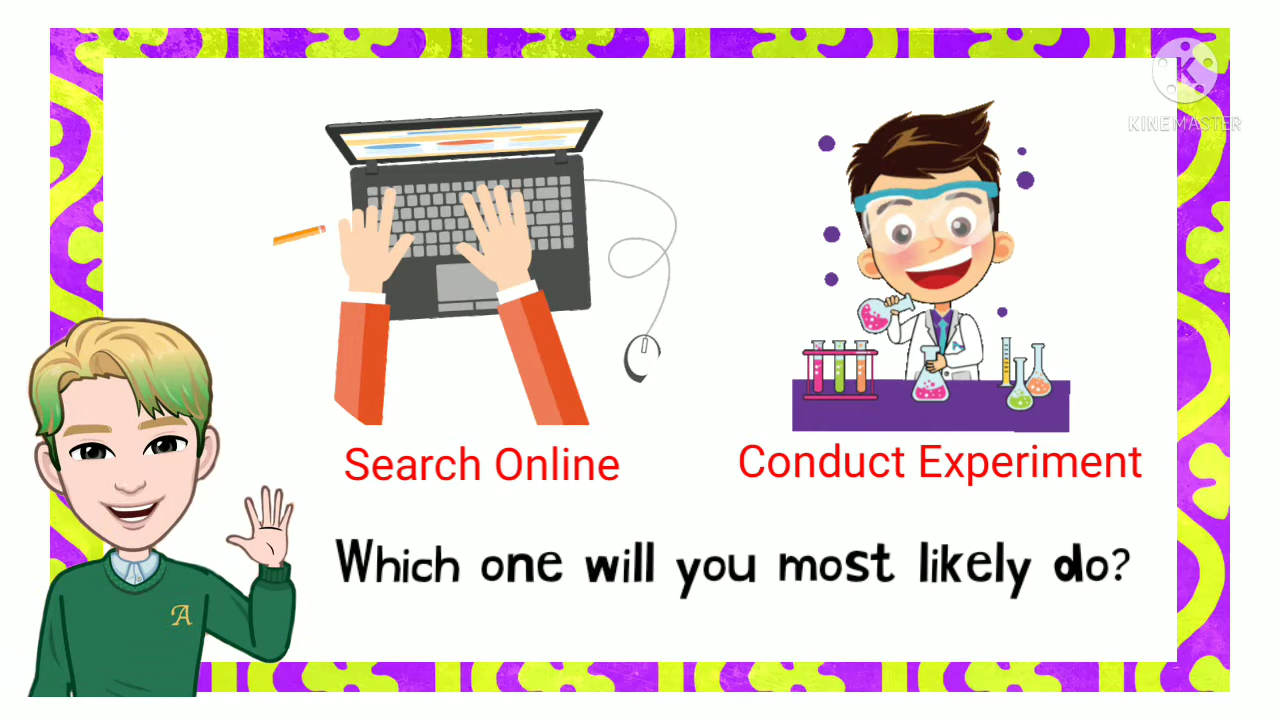 K
KINEMASTER
Search Online
Conduct Experiment
Which one will you most likely do?
A